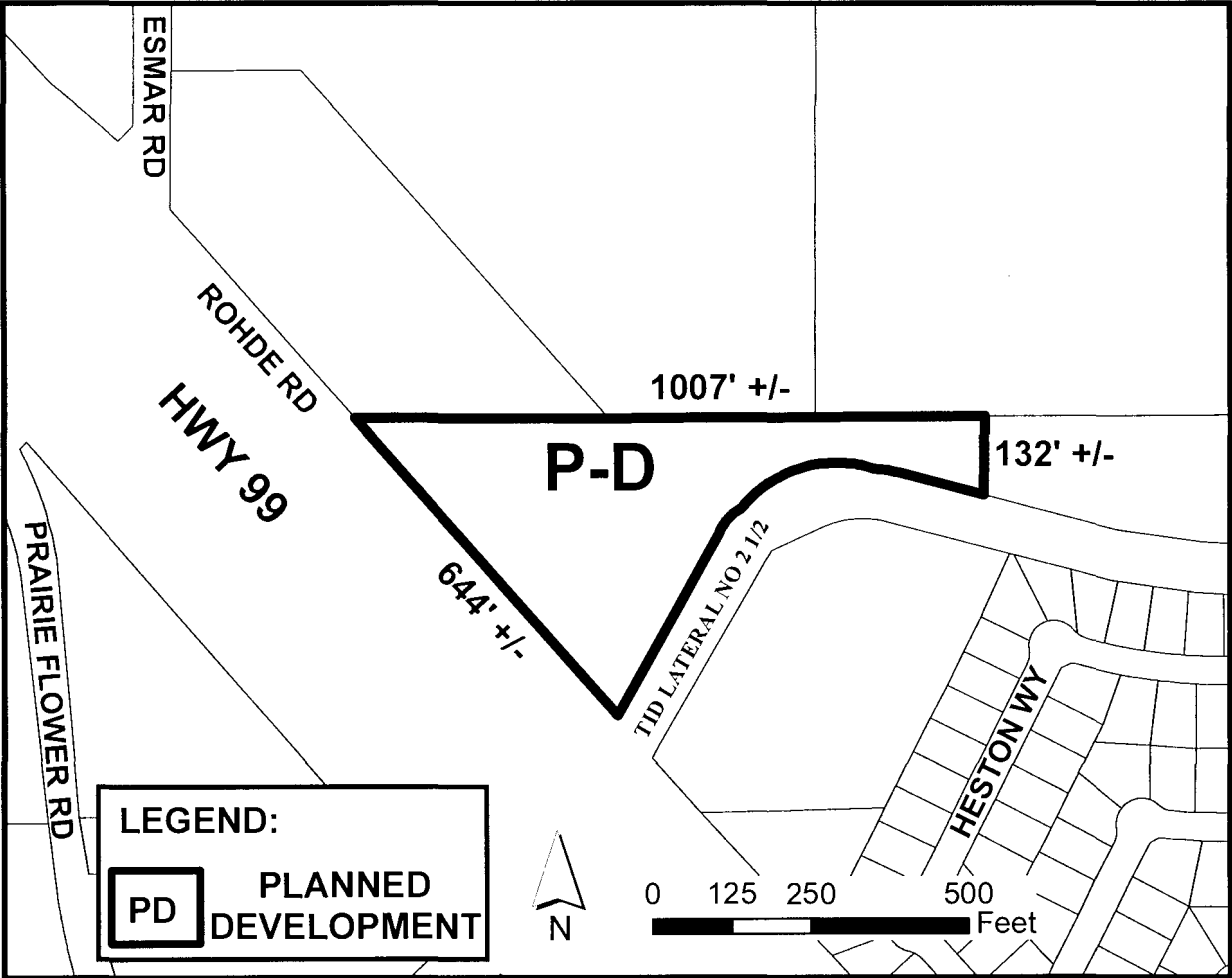 ESMAR RD
ROHDE RD
HWY 99
1007' +/-
P-D
132' +/-
644' +/-
TID LATERAL NO 2 1/2
PRAIRIE FLOWER RD
HESTON WY
LEGEND:
PD
PLANNED
DEVELOPMENT
N
0 125 250 500
Feet